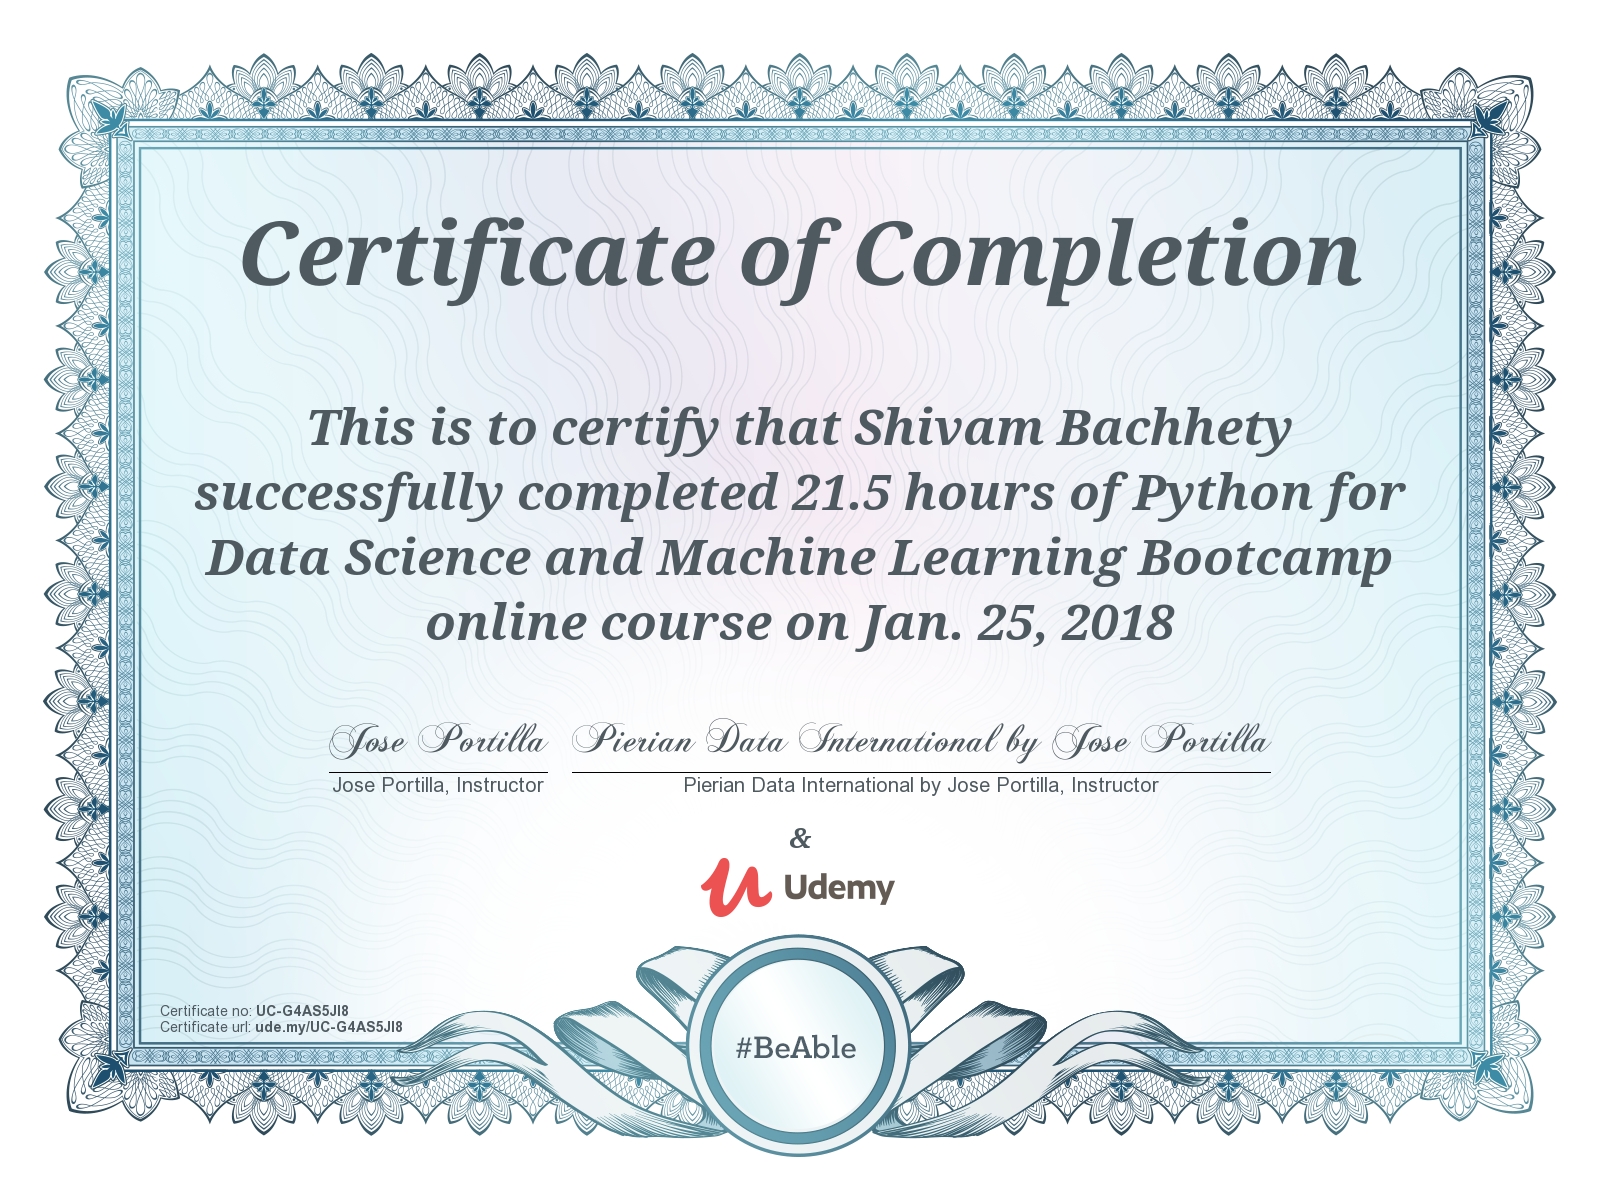 Certificate of Completion
This is to certify that Shivam Bachhety
successfully completed 21.5 hours of Python for
Data Science and Machine Learning Bootcamp
online course on Jan. 25, 2018
Jose Portilla Pierian Data International by Jose Portilla
Jose Portilla, Instructor Pierian Data International by Jose Portilla, Instructor
&
Udemy
Certificate no: UC-G4AS5JI8
Certificate url: ude.my/UC-G4AS5JI8
#BeAble